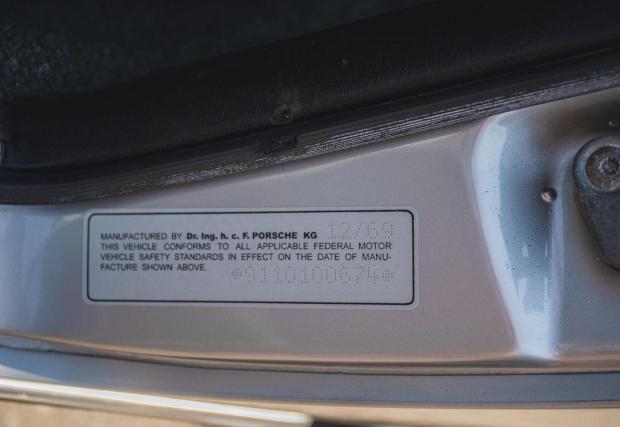 MANUFACTURED BY Dr. Ing. h. c. F. PORSCHE KG 12/69
THIS VEHICLE CONFORMS TO ALL APPLICABLE FEDERAL MOTOR
VEHICLE SAFETY STANDARDS IN EFFECT ON THE DATE OF MANU-
FACTURE SHOWN ABOVE.
*9110100674*